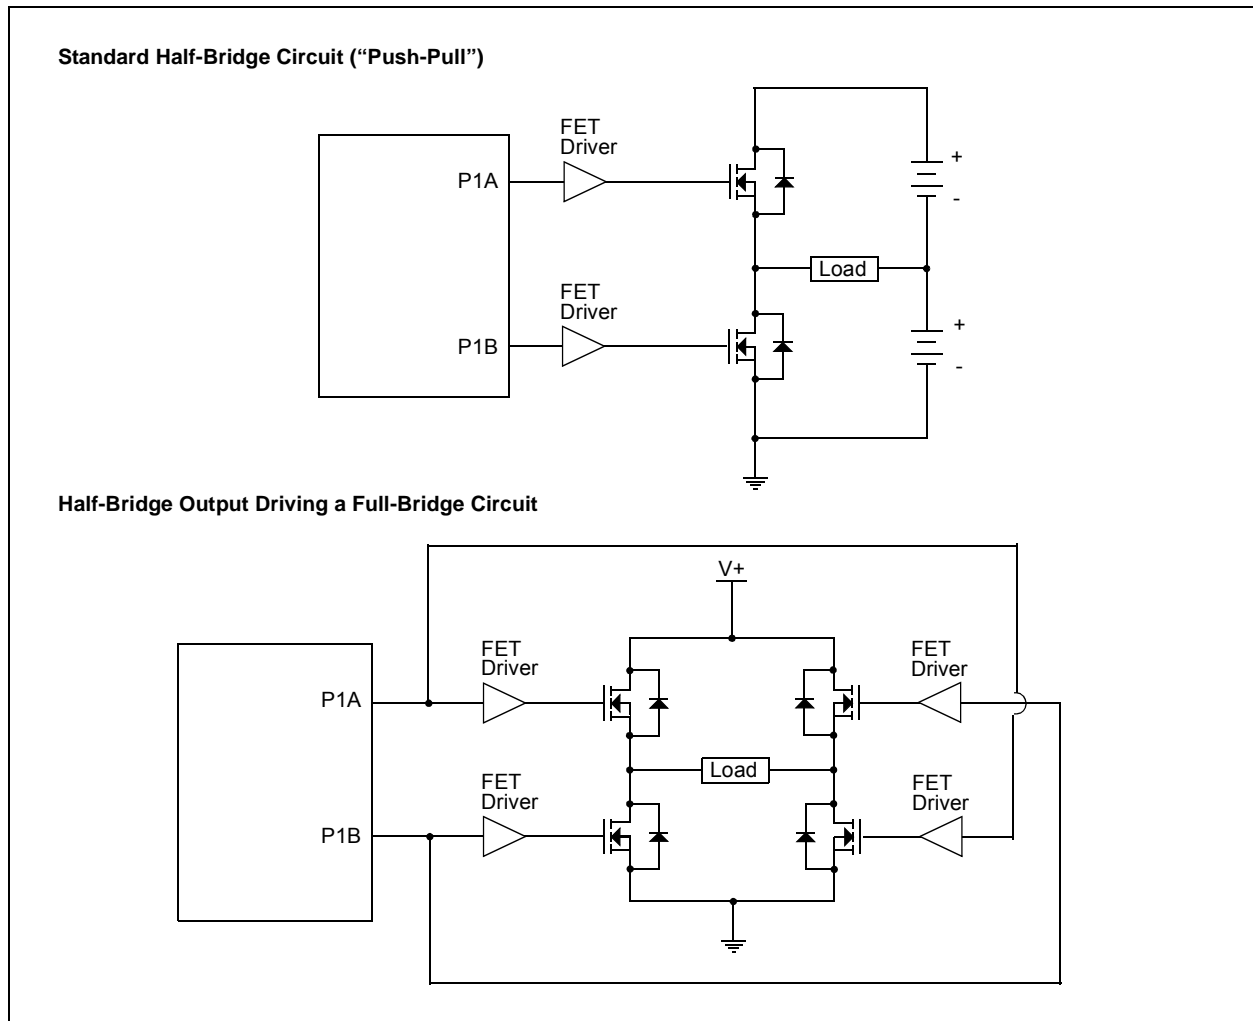 Standard Half-Bridge Circuit (“Push-Pull”)
FET
Driver
P1A
+
-
Load
FET
Driver
P1B
+
-
Half-Bridge Output Driving a Full-Bridge Circuit
V+
FET
Driver
FET
Driver
P1A
Load
FET
Driver
FET
Driver
P1B